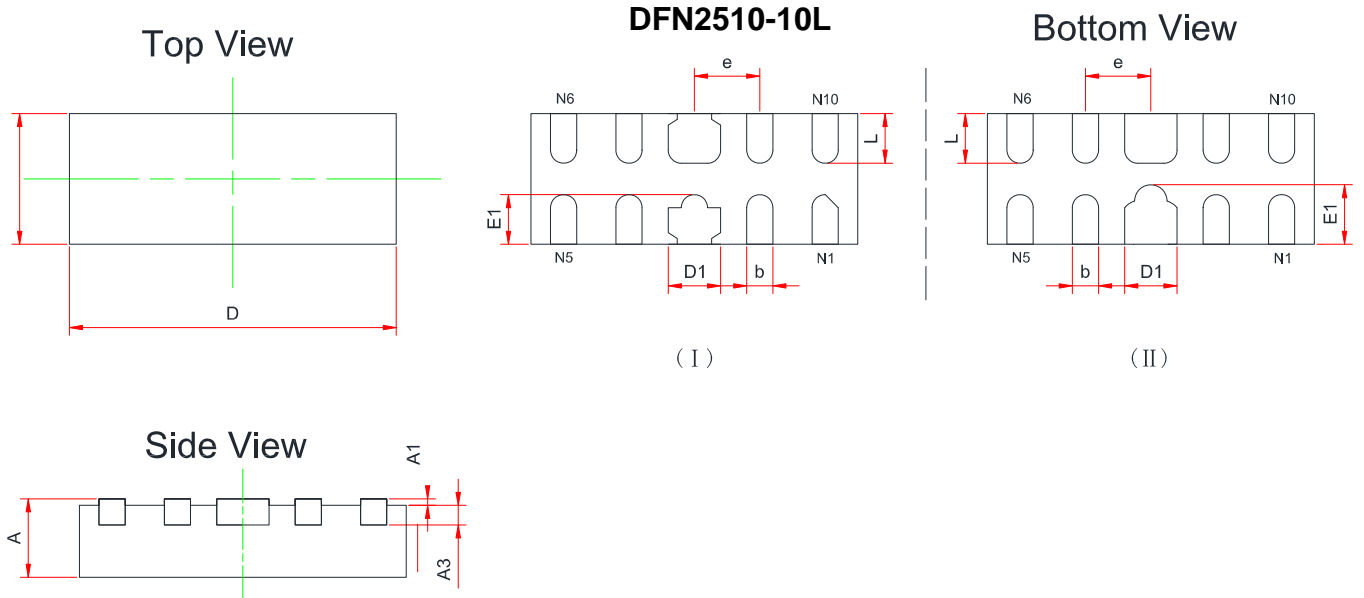 DFN2510-10L
Top View
Bottom View
e
e
N6
N10
N6
N10
L
L
E1
E1
N5
D1
b
N1
N5
b
D1
N1
D
(Ⅰ)
(Ⅱ)
Side View
A1
A
A3